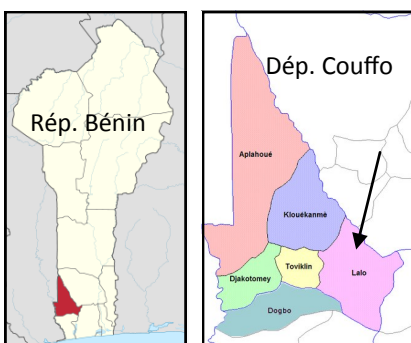 Rép. Bénin
Dép. Couffo
Aplahoué
Klouékanmè
Djakotomey
Toviklin
Lalo
Dogbo